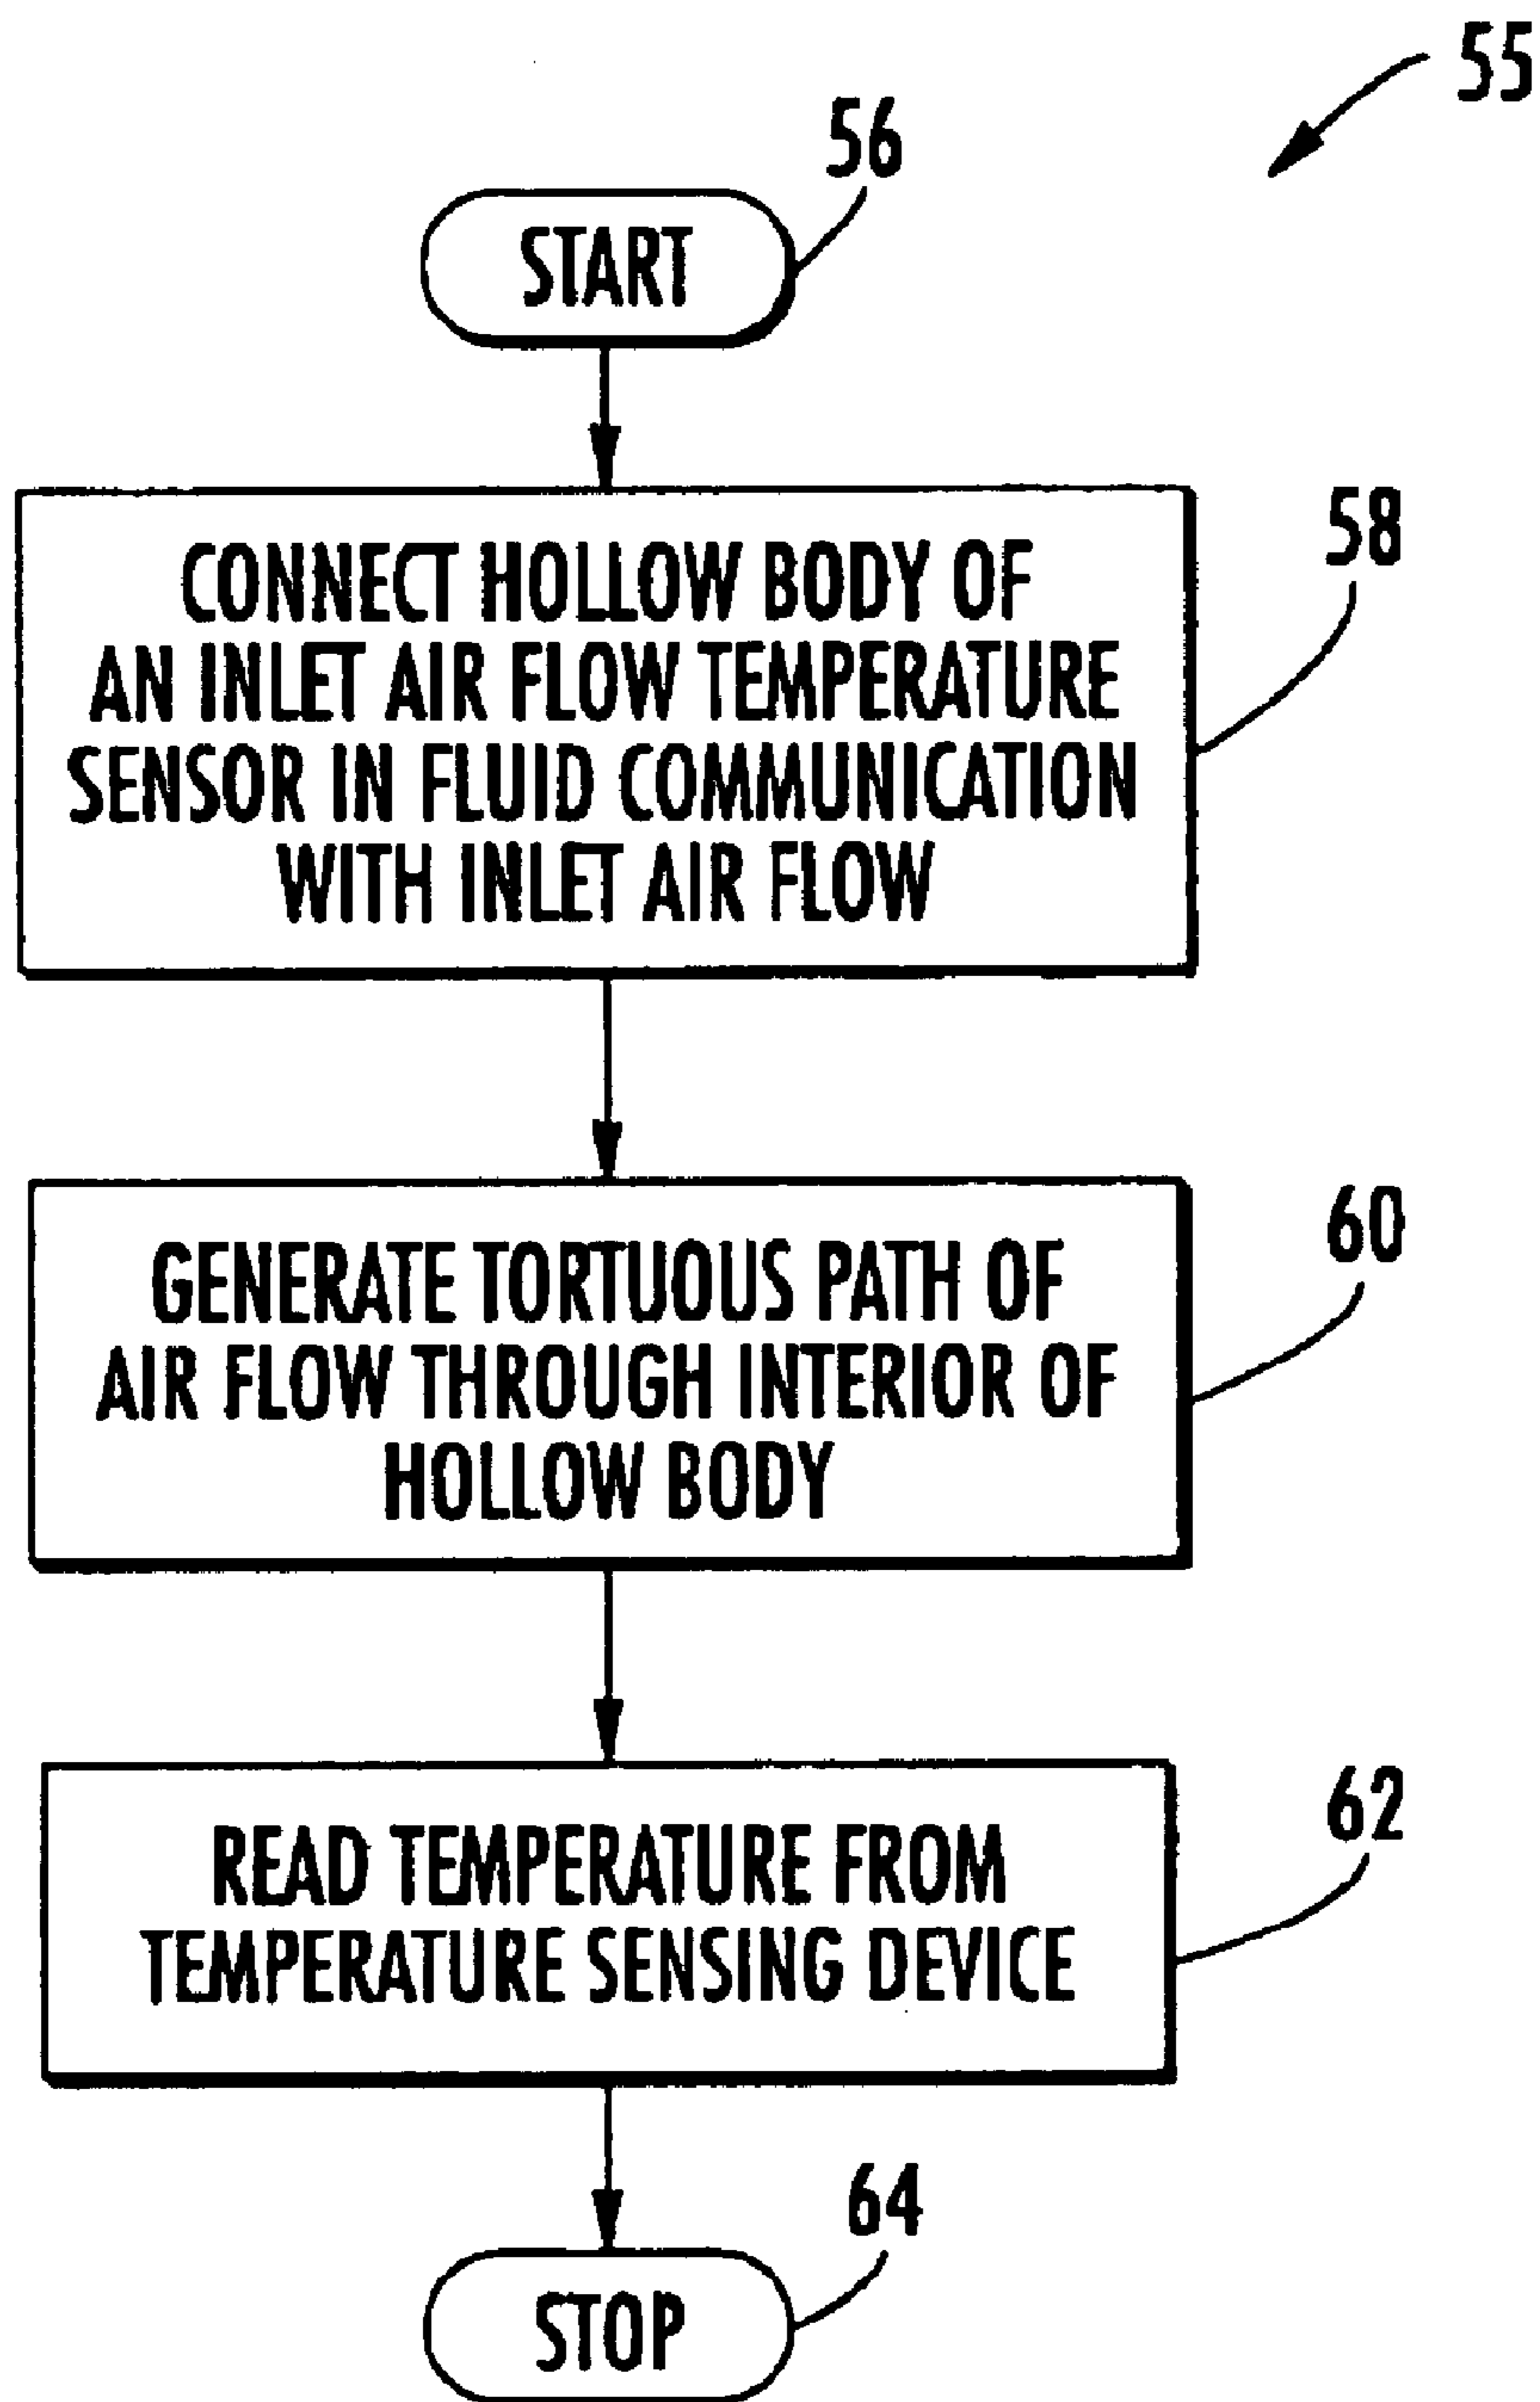 55
56
START
CONNECT HOLLOW BODY OF
AN INLET AIR FLOW TEMPERATURE
SENSOR IN FLUID COMMUNICATION
WITH INLET AIR FLOW
58
GENERATE TORTUOUS PATH OF
AIR FLOW THROUGH INTERIOR OF
HOLLOW BODY
60
READ TEMPERATURE FROM
TEMPERATURE SENSING DEVICE
62
64
STOP